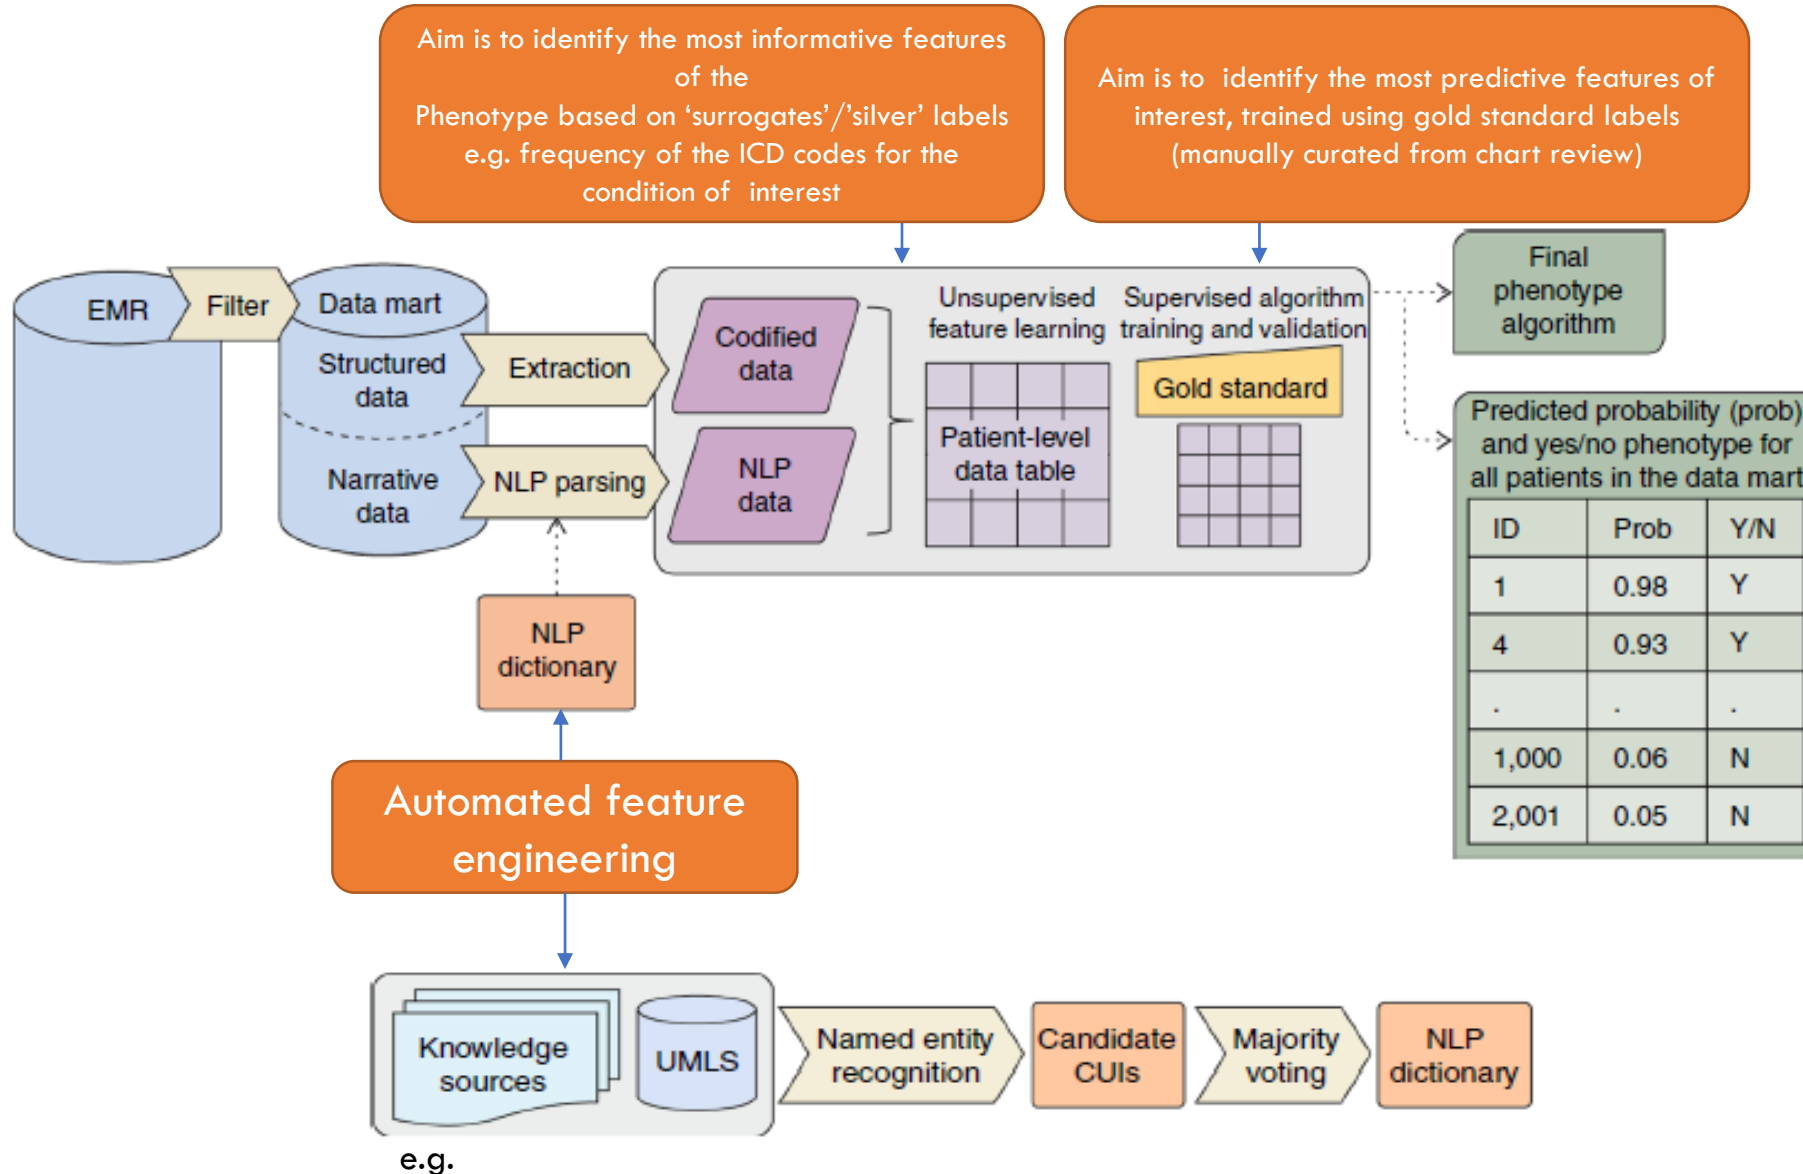 Aim is to identify the most informative features
of the
Phenotype based on ‘surrogates’/’silver’ labels
e.g. frequency of the ICD codes for the
condition of  interest
Aim is to  identify the most predictive features of
interest, trained using gold standard labels
(manually curated from chart review)
EMR
Filter
Data mart
Structured
data
Narrative
data
Extraction
NLP parsing
Codified
data
NLP
data
Unsupervised
feature learning
Patient-level
data table
Supervised algorithm
training and validation
Gold standard
Final
phenotype
algorithm
Predicted probability (prob)
and yes/no phenotype for
all patients in the data mart
ID Prob Y/N
1 0.98 Y
4 0.93 Y
. . .
1,000 0.06 N
2,001 0.05 N
NLP
dictionary
Automated feature
engineering
Knowledge
sources
UMLS
Named entity
recognition
Candidate
CUIs
Majority
voting
NLP
dictionary
e.g.